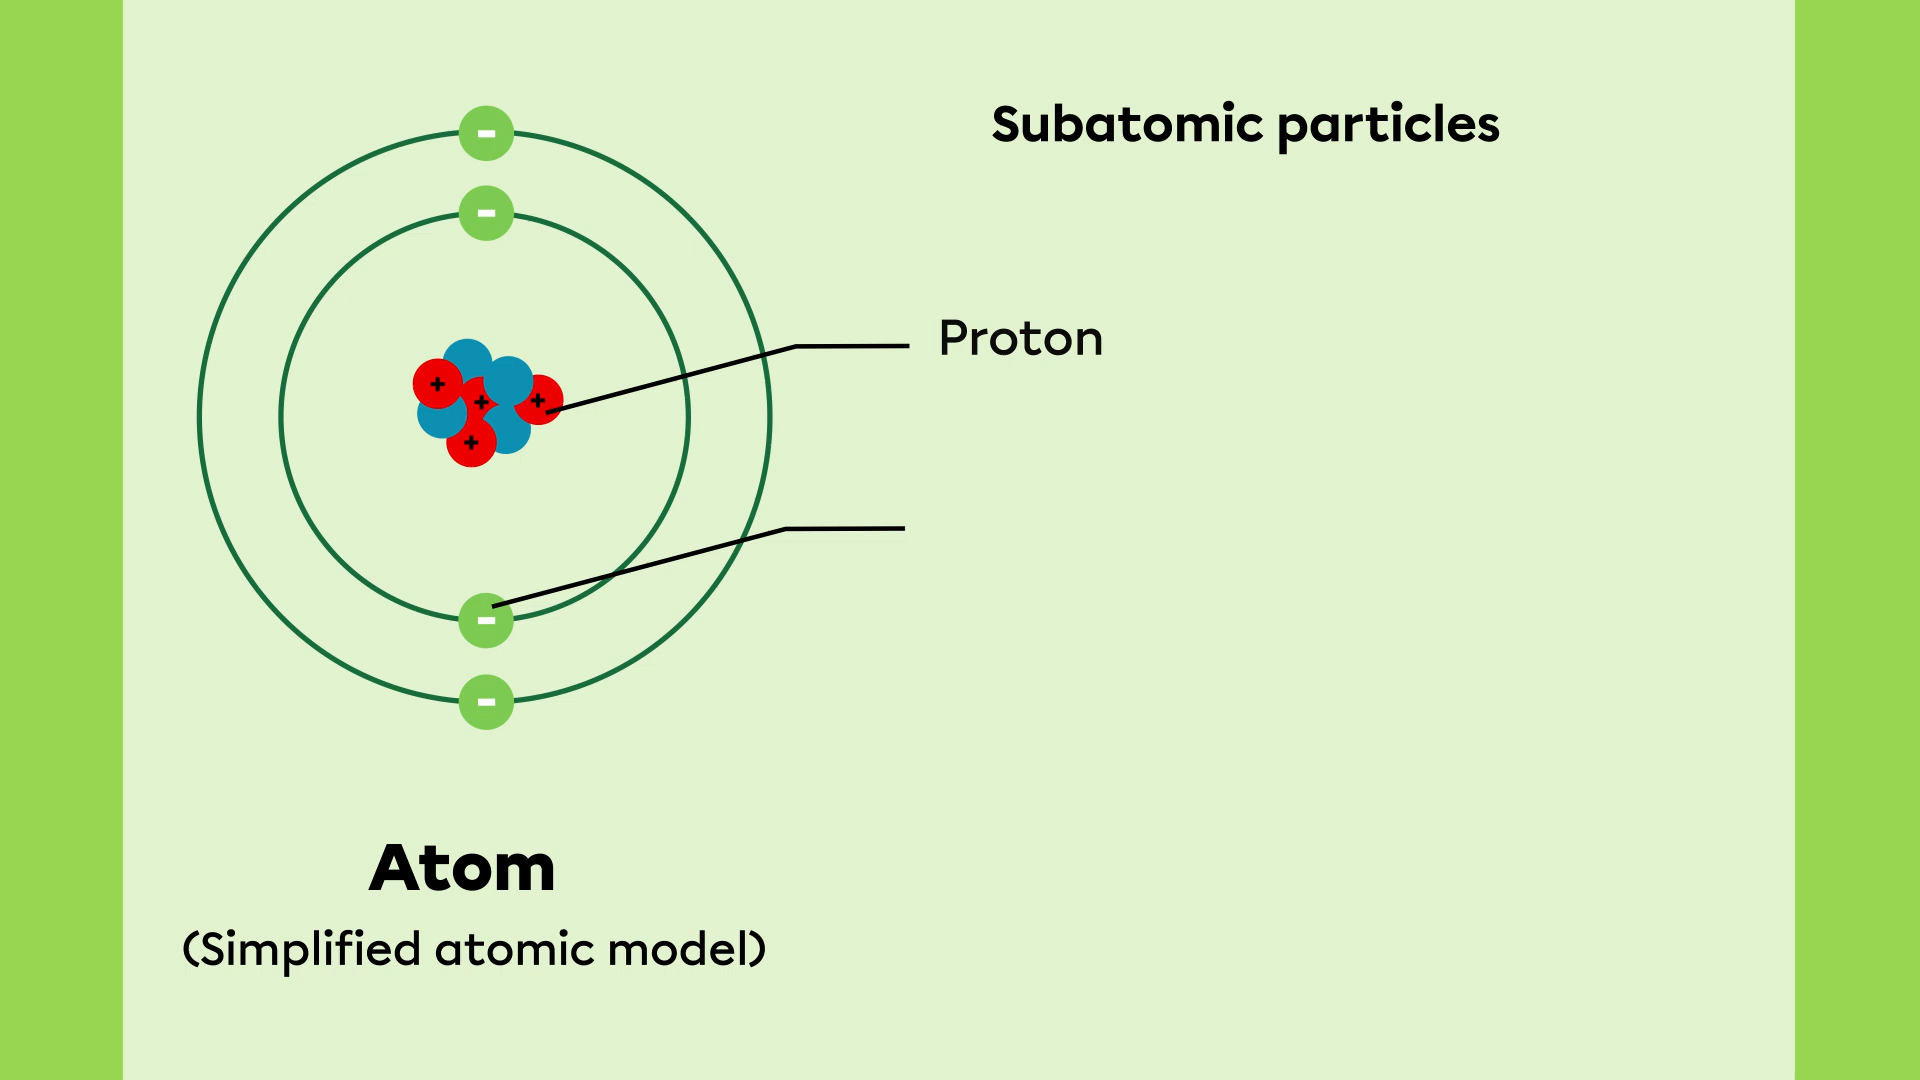 Subatomic particles
-
-
Proton
+
+
+
+
-
-
Atom
(Simplified atomic model)